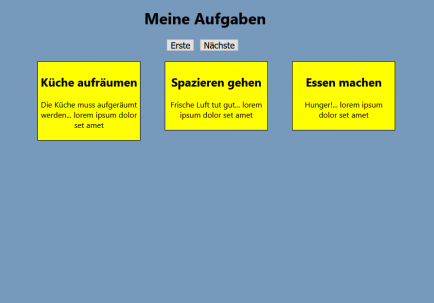 Meine Aufgaben
Erste Nächste
Küche aufräumen
Die Küche muss aufgeräumt
werden... lorem ipsum dolor
set amet
Spazieren gehen
Frische Luft tut gut... lorem
ipsum dolor set amet
Essen machen
Hunger!... lorem ipsum
dolor set amet